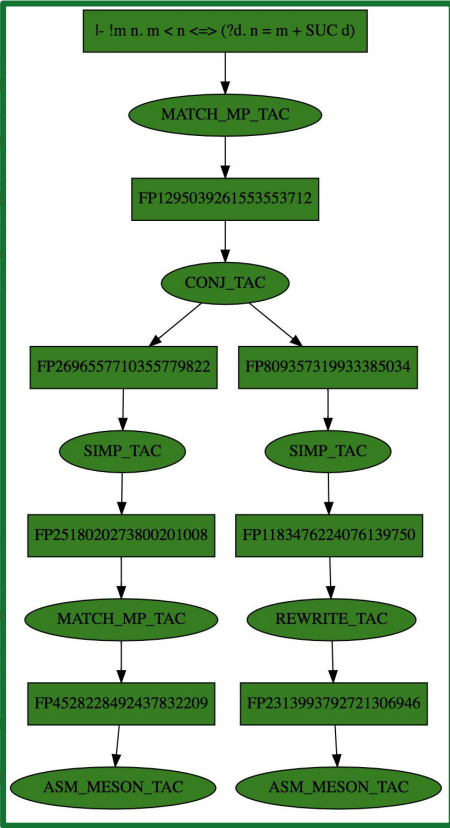 |- !m n. m < n <=> (?d. n = m + SUC d)
MATCH_MP_TAC
FP1295039261553553712
CONJ_TAC
FP2696557710355779822
FP809357319933385034
SIMP_TAC
SIMP_TAC
FP2518020273800201008
FP1183476224076139750
MATCH_MP_TAC
REWRITE_TAC
FP4528228492437832209
FP2313993792721306946
ASM_MESON_TAC
ASM_MESON_TAC